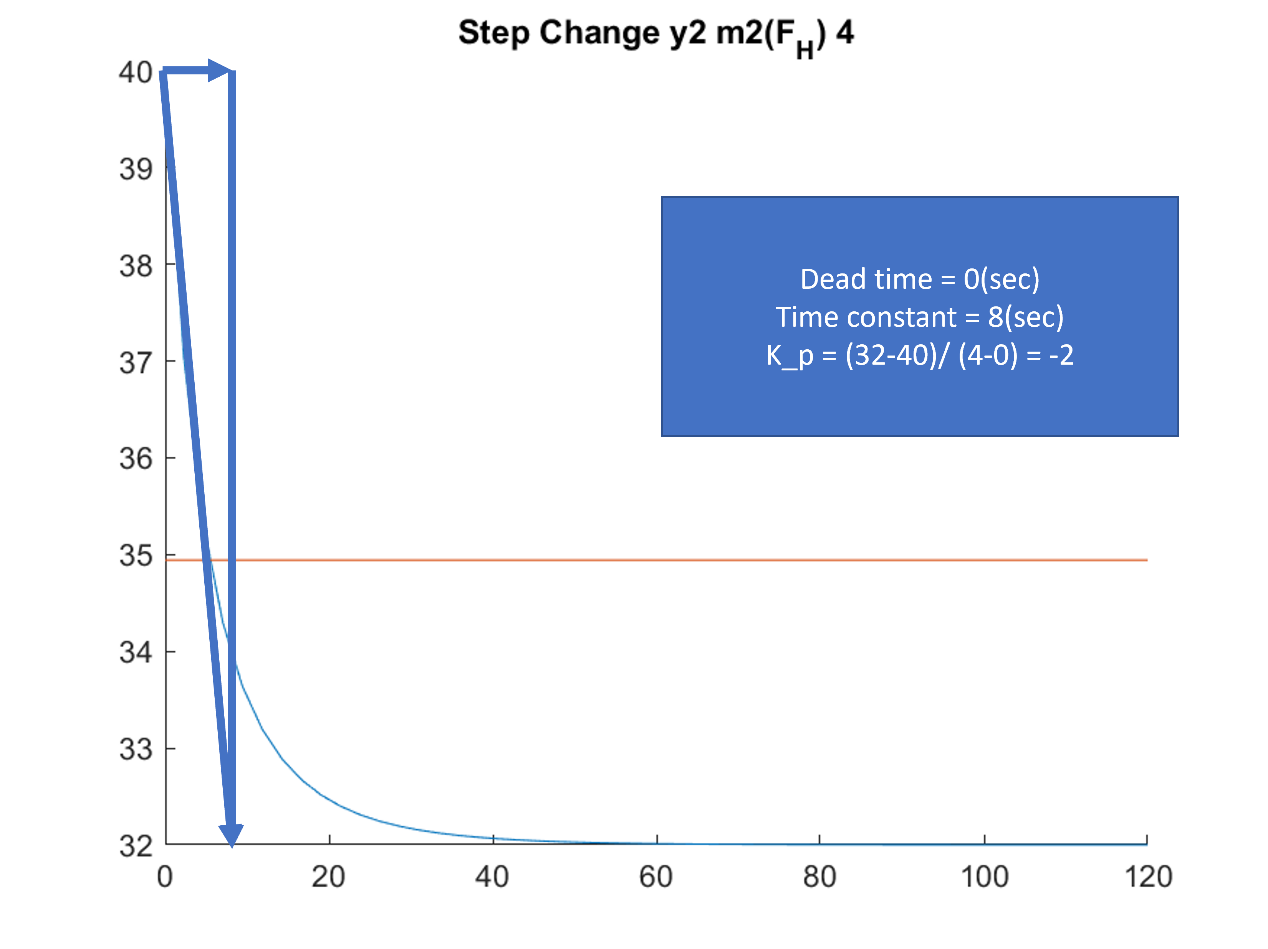 Step Change y2 m2(F_H) 4
40
39
38
37
36
35
34
33
32
0 20 40 60 80 100 120
Dead time = 0(sec)
Time constant = 8(sec)
K_p = (32-40)/ (4-0) = -2